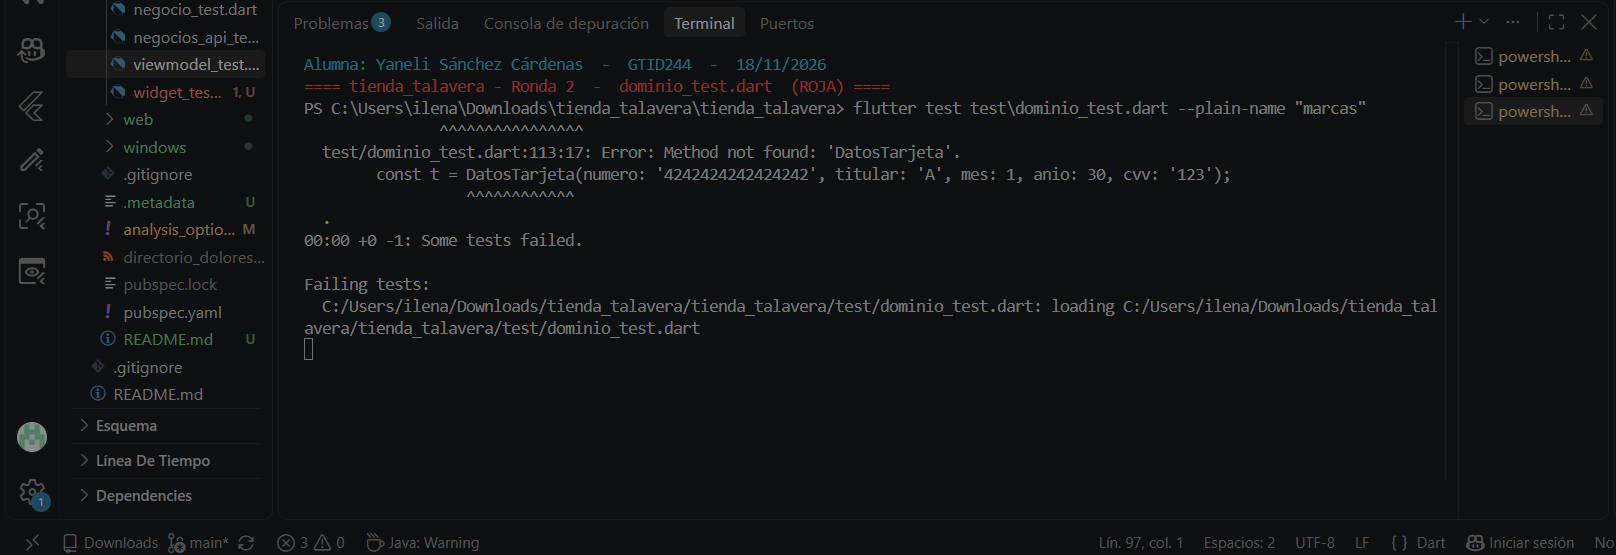 negocio_test.dart
negocios_api_te...
viewmodel_test....
widget_tes... 1, U
web
windows
.gitignore
.metadata U
analysis_optio... M
directorio_dolores...
pubspec.lock
pubspec.yaml
README.md U
.gitignore
README.md
Esquema
Línea De Tiempo
Dependencies
1
Problemas 3 Salida Consola de depuración Terminal Puertos
Alumna: Yaneli Sánchez Cárdenas - GTID244 - 18/11/2026
==== tienda_talavera - Ronda 2 - dominio_test.dart (ROJA) ====
PS C:\Users\ilena\Downloads\tienda_talavera\tienda_talavera> flutter test test\dominio_test.dart --plain-name "marcas"
^^^^^^^^^^^^^^^^
test/dominio_test.dart:113:17: Error: Method not found: 'DatosTarjeta'.
const t = DatosTarjeta(numero: '4242424242424242', titular: 'A', mes: 1, anio: 30, cvv: '123');
^^^^^^^^^^^^
.
00:00 +0 -1: Some tests failed.
Failing tests:
C:/Users/ilena/Downloads/tienda_talavera/tienda_talavera/test/dominio_test.dart: loading C:/Users/ilena/Downloads/tienda_tal
avera/tienda_talavera/test/dominio_test.dart
powersh...
powersh...
powersh...
Downloads main* 3 0 Java: Warning Lín. 97, col. 1 Espacios: 2 UTF-8 LF { } Dart Iniciar sesión No